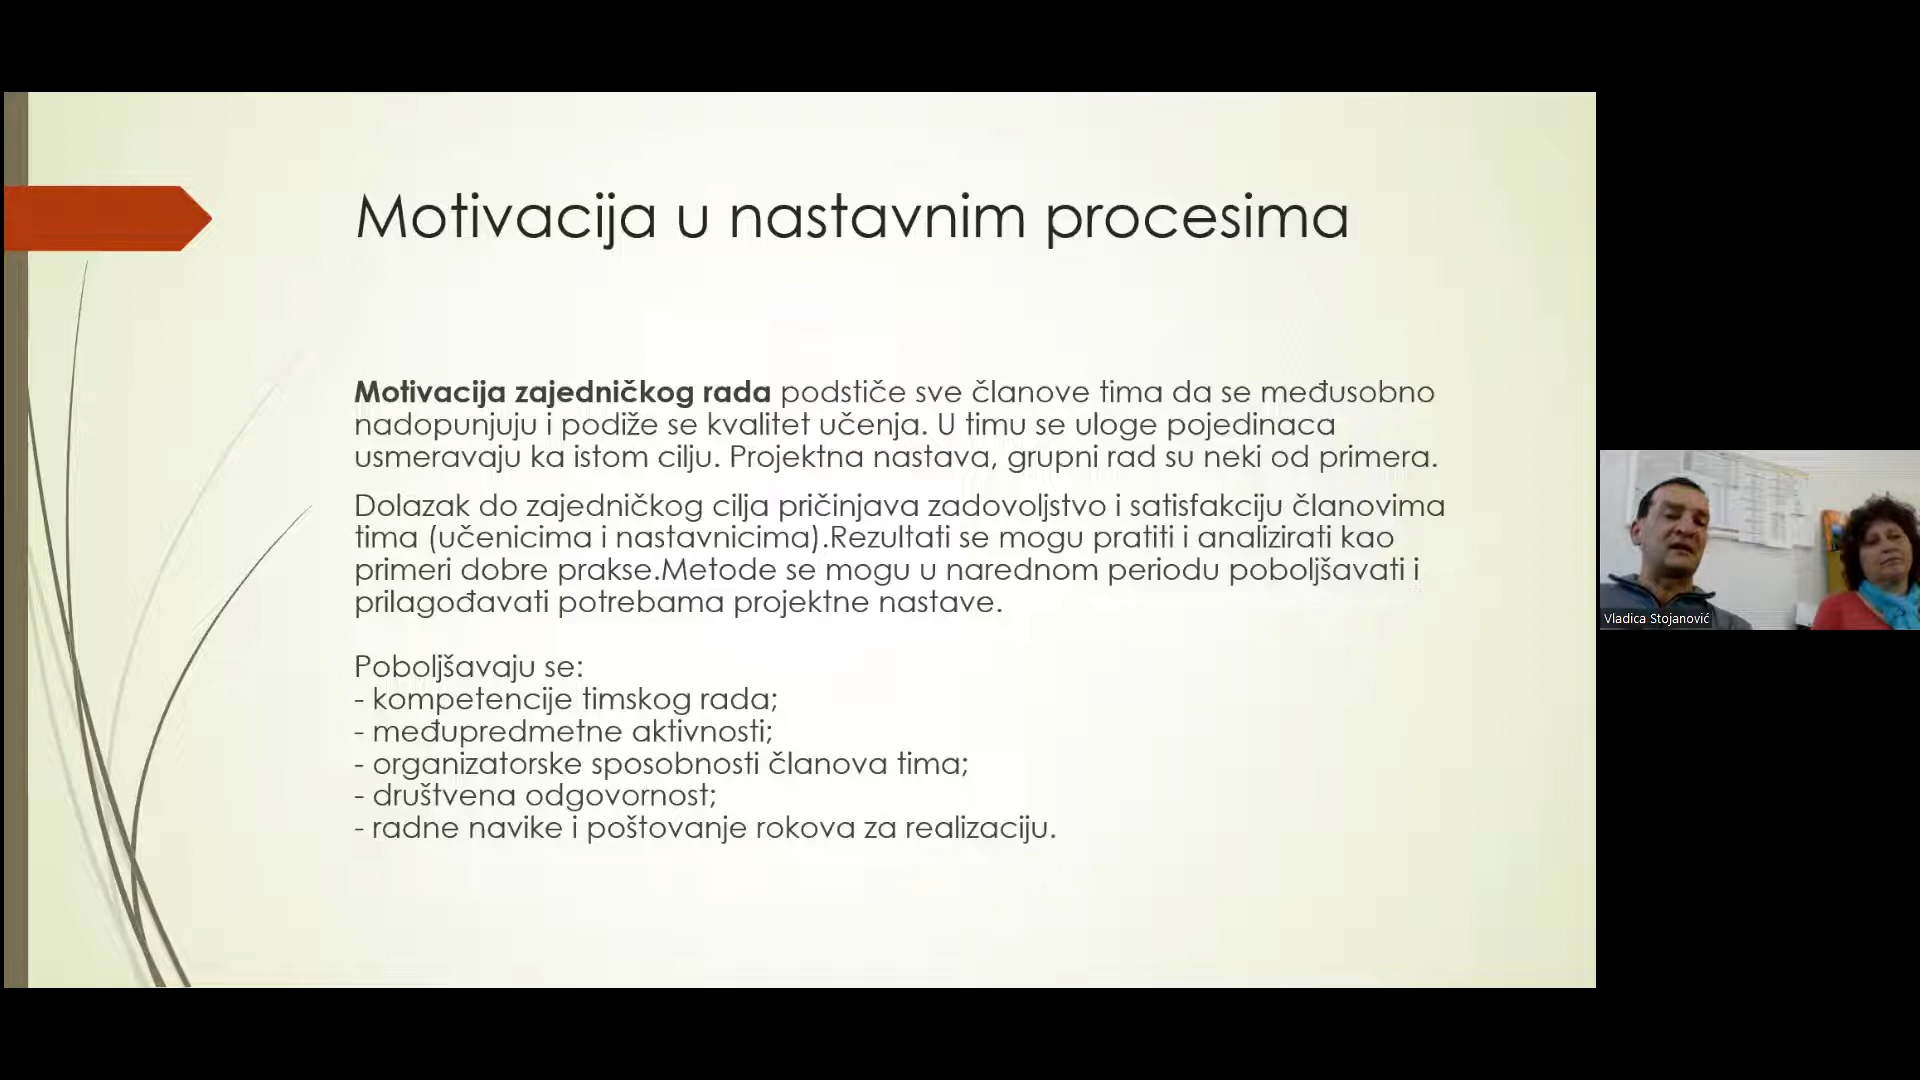 Motivacija u nastavnim procesima
Motivacija zajedničkog rada podstiče sve članove tima da se međusobno
nadopunjuju i podiže se kvalitet učenja. U timu se uloge pojedinaca
usmeravaju ka istom cilju. Projektna nastava, grupni rad su neki od primera.
Dolazak do zajedničkog cilja pričinjava zadovoljstvo i satisfakciju članovima
tima (učenicima i nastavnicima).Rezultati se mogu pratiti i analizirati kao
primeri dobre prakse.Metode se mogu u narednom periodu poboljšavati i
prilagođavati potrebama projektne nastave.
Poboljšavaju se:
- kompetencije timskog rada;
- međupredmetne aktivnosti;
- organizatorske sposobnosti članova tima;
- društvena odgovornost;
- radne navike i poštovanje rokova za realizaciju.
Vladica Stojanović